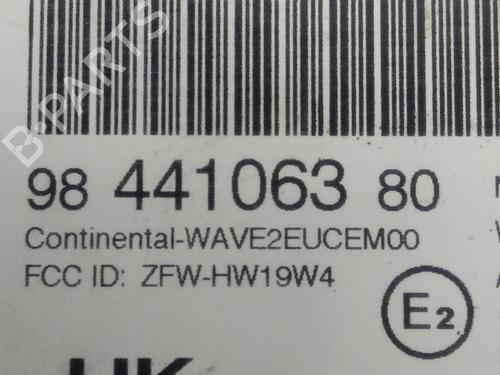 B-PARTS
98 441063 80
Continental-WAVE2EUCEM00
FCC ID: ZFW-HW19W4
E2